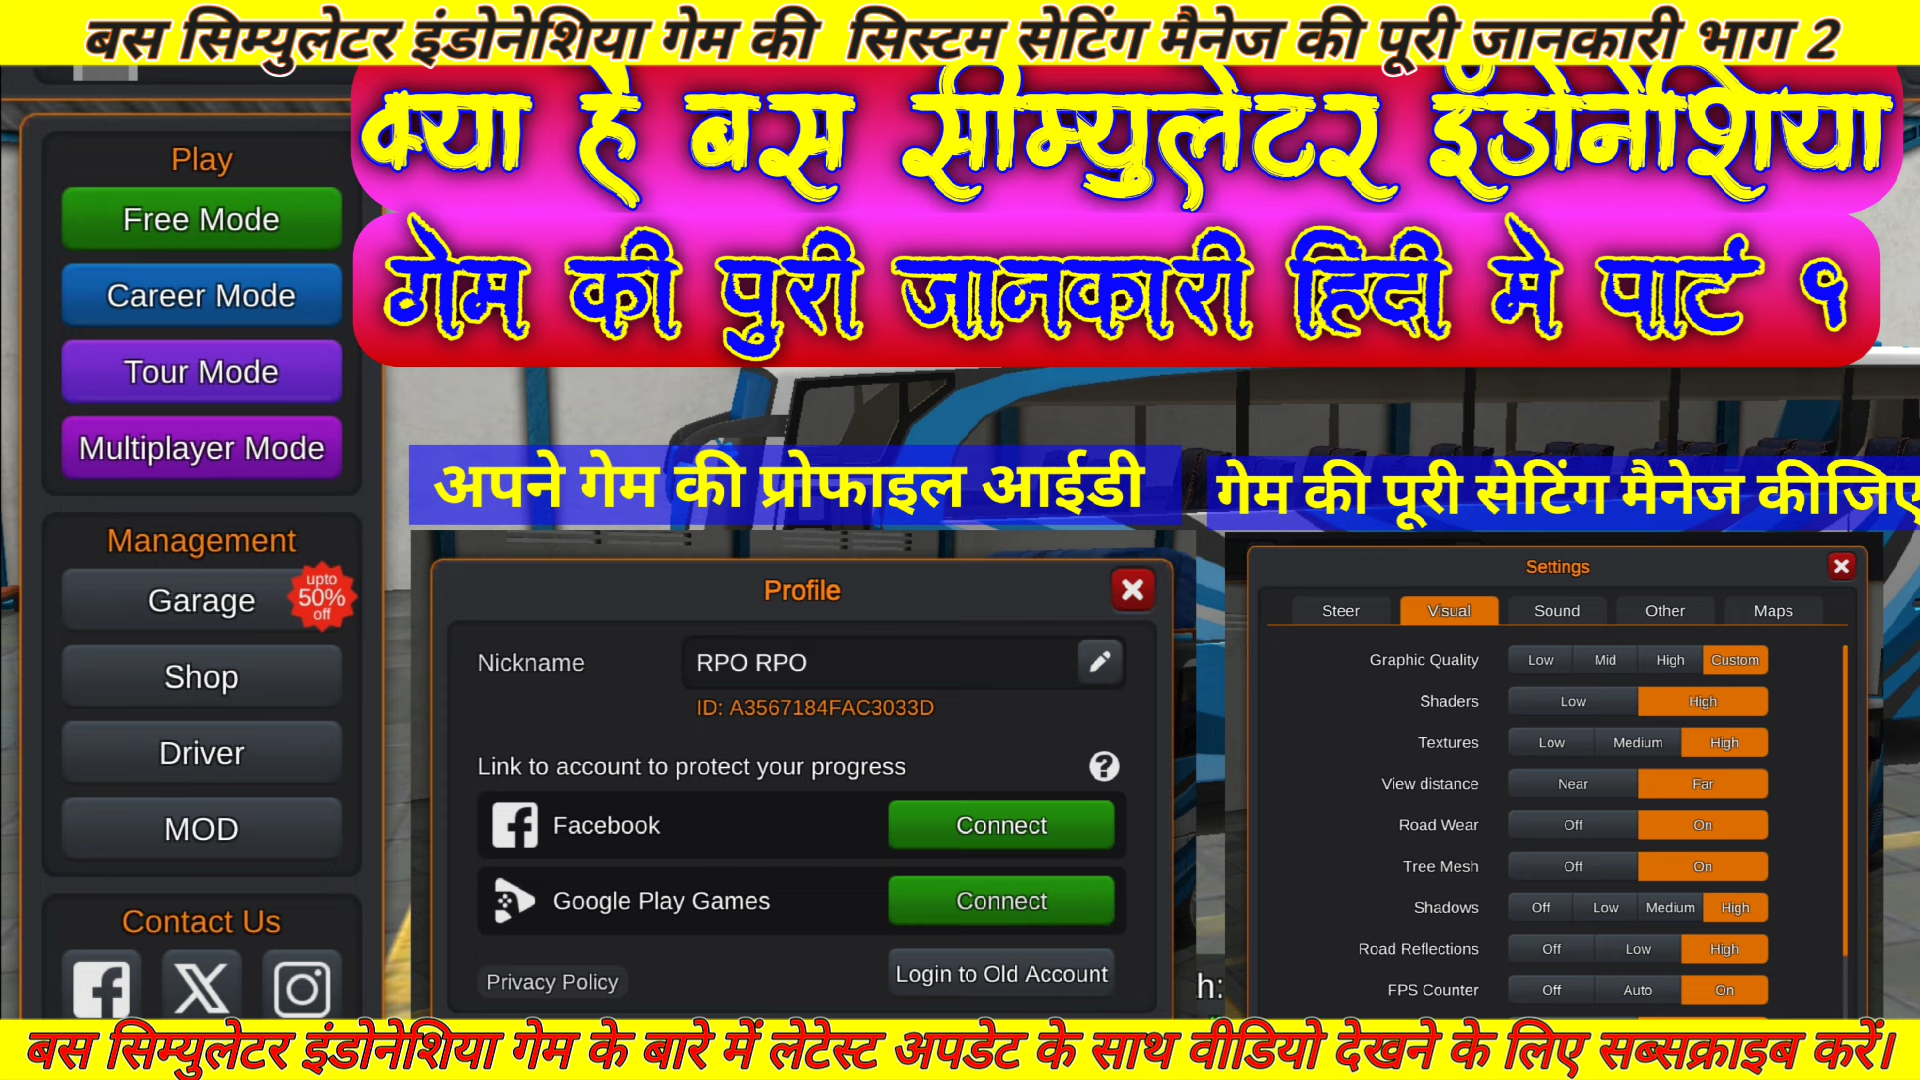 बस सिम्युलेटर इंडोनेशिया गेम की सिस्टम सेटिंग मैनेज की पूरी जानकारी भाग 2
क्या हे बस सीम्युलेटर इँडोनेशिया
गेम की पुरी जानकारी हिंदी मे पार्ट १
Play
Free Mode
Career Mode
Tour Mode
Multiplayer Mode
Management
Garage
upto
50%
off
Shop
Driver
MOD
Contact Us
अपने गेम की प्रोफाइल आईडी
Profile
Nickname
RPO RPO
ID: A3567184FAC3033D
Link to account to protect your progress
?
Facebook Connect
Google Play Games Connect
Privacy Policy
Login to Old Account
h:
गेम की पूरी सेटिंग मैनेज कीजिए
Settings
Steer Visual Sound Other Maps
Graphic Quality Low Mid High Custom
Shaders Low High
Textures Low Medium High
View distance Near Far
Road Wear Off On
Tree Mesh Off On
Shadows Off Low Medium High
Road Reflections Off Low High
FPS Counter Off Auto On
बस सिम्युलेटर इंडोनेशिया गेम के बारे में लेटेस्ट अपडेट के साथ वीडियो देखने के लिए सब्सक्राइब करें।